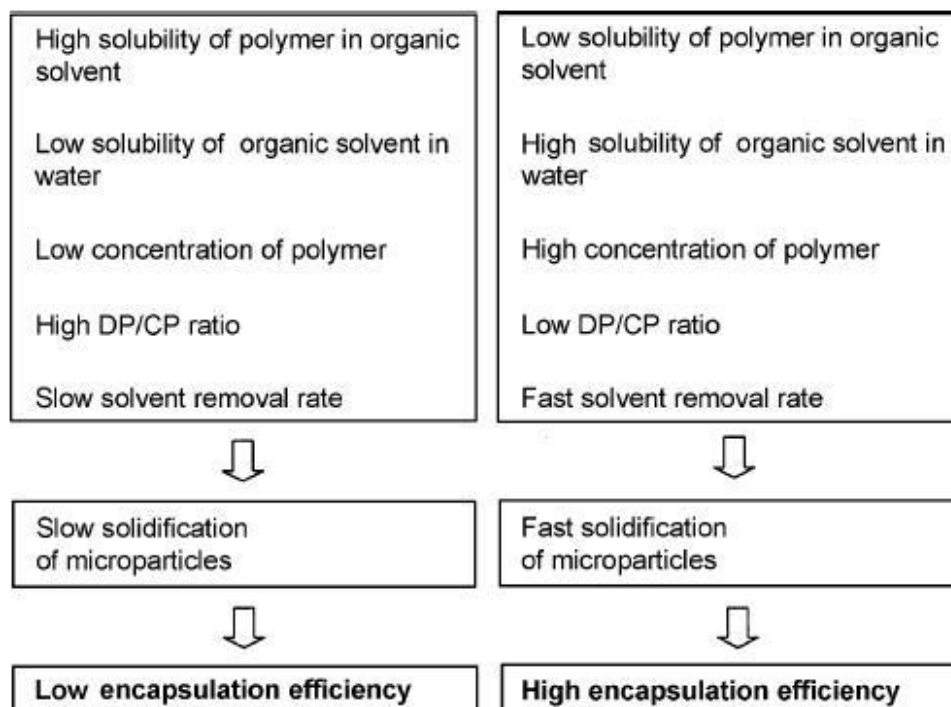 High solubility of polymer in organic
solvent
Low solubility of organic solvent in
water
Low concentration of polymer
High DP/CP ratio
Slow solvent removal rate
Slow solidification
of microparticles
Low encapsulation efficiency
Low solubility of polymer in organic
solvent
High solubility of organic solvent in
water
High concentration of polymer
Low DP/CP ratio
Fast solvent removal rate
Fast solidification
of microparticles
High encapsulation efficiency